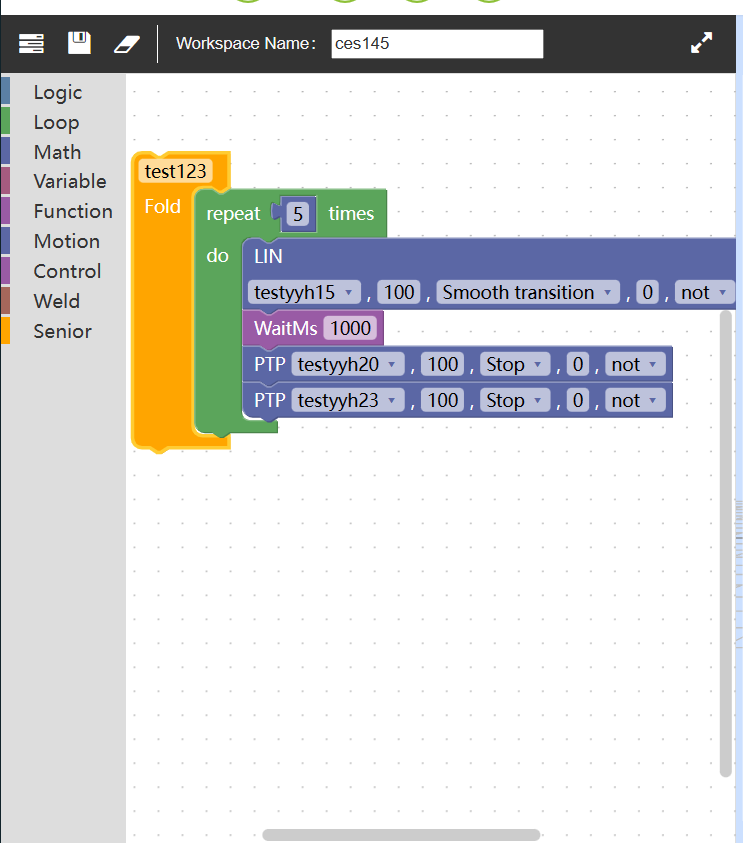 Workspace Name: ces145
Logic
Loop
Math
Variable
Function
Motion
Control
Weld
Senior
test123
Fold
repeat 5 times
do
LIN
testyyh15 , 100 , Smooth transition , 0 , not
WaitMs 1000
PTP testyyh20 , 100 , Stop , 0 , not
PTP testyyh23 , 100 , Stop , 0 , not